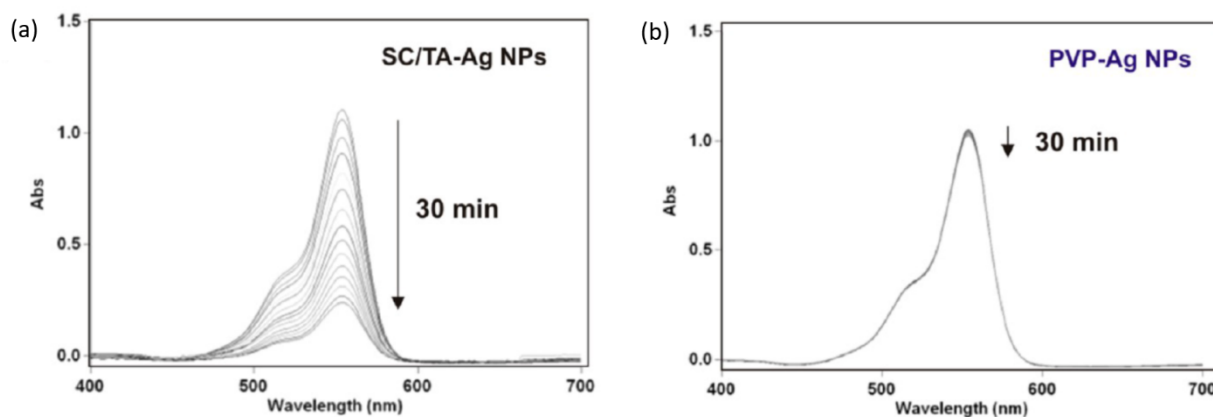 (a)
1.5
SC/TA-Ag NPs
1.0
Abs
30 min
0.5
0.0
400 500 600 700
Wavelength (nm)
(b)
1.5
PVP-Ag NPs
30 min
1.0
Abs
0.5
0.0
400 500 600 700
Wavelength (nm)